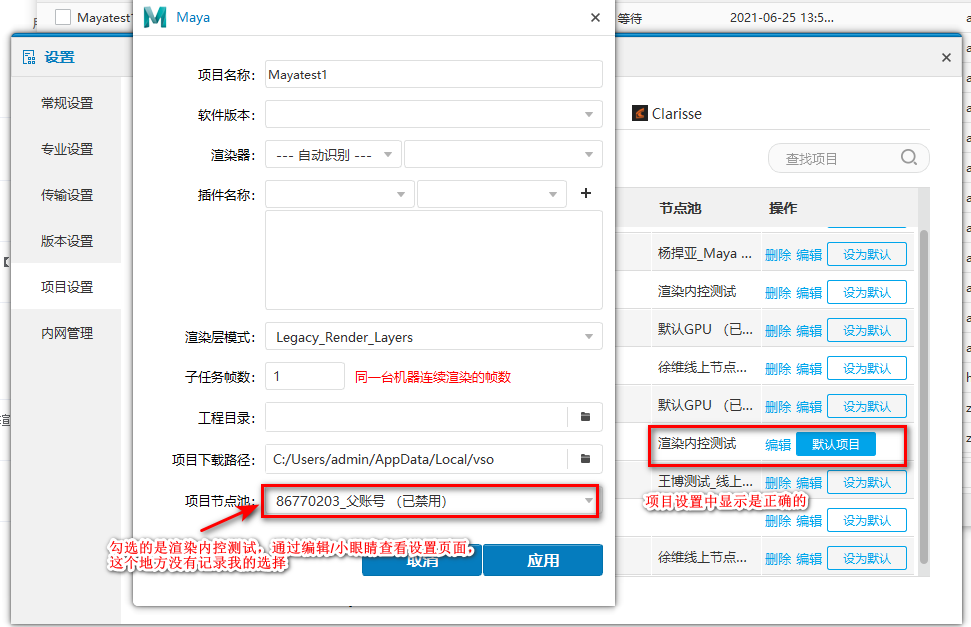 Mayatest
等待
2021-06-25 13:5...
Maya
设置
常规设置
专业设置
传输设置
版本设置
项目设置
内网管理
项目名称:
Mayatest1
软件版本:
渲染器:
--- 自动识别 ---
插件名称:
+
渲染层模式:
Legacy_Render_Layers
子任务帧数:
1
同一台机器连续渲染的帧数
工程目录:
项目下载路径:
C:/Users/admin/AppData/Local/vso
项目节点池:
86770203_父账号 （已禁用）
勾选的是渲染内控测试，通过编辑/小眼睛查看设置页面，
这个地方没有记录我的选择
取消
应用
Clarisse
查找项目
节点池
操作
杨捍亚_Maya ...
删除 编辑 设为默认
渲染内控测试
删除 编辑 设为默认
默认GPU （已...
删除 编辑 设为默认
徐维线上节点...
删除 编辑 设为默认
默认GPU （已...
删除 编辑 设为默认
渲染内控测试
编辑 默认项目
王博测试_线上...
删除 编辑 设为默认
项目设置中显示是正确的
删除 编辑 设为默认
徐维线上节点...
删除 编辑 设为默认